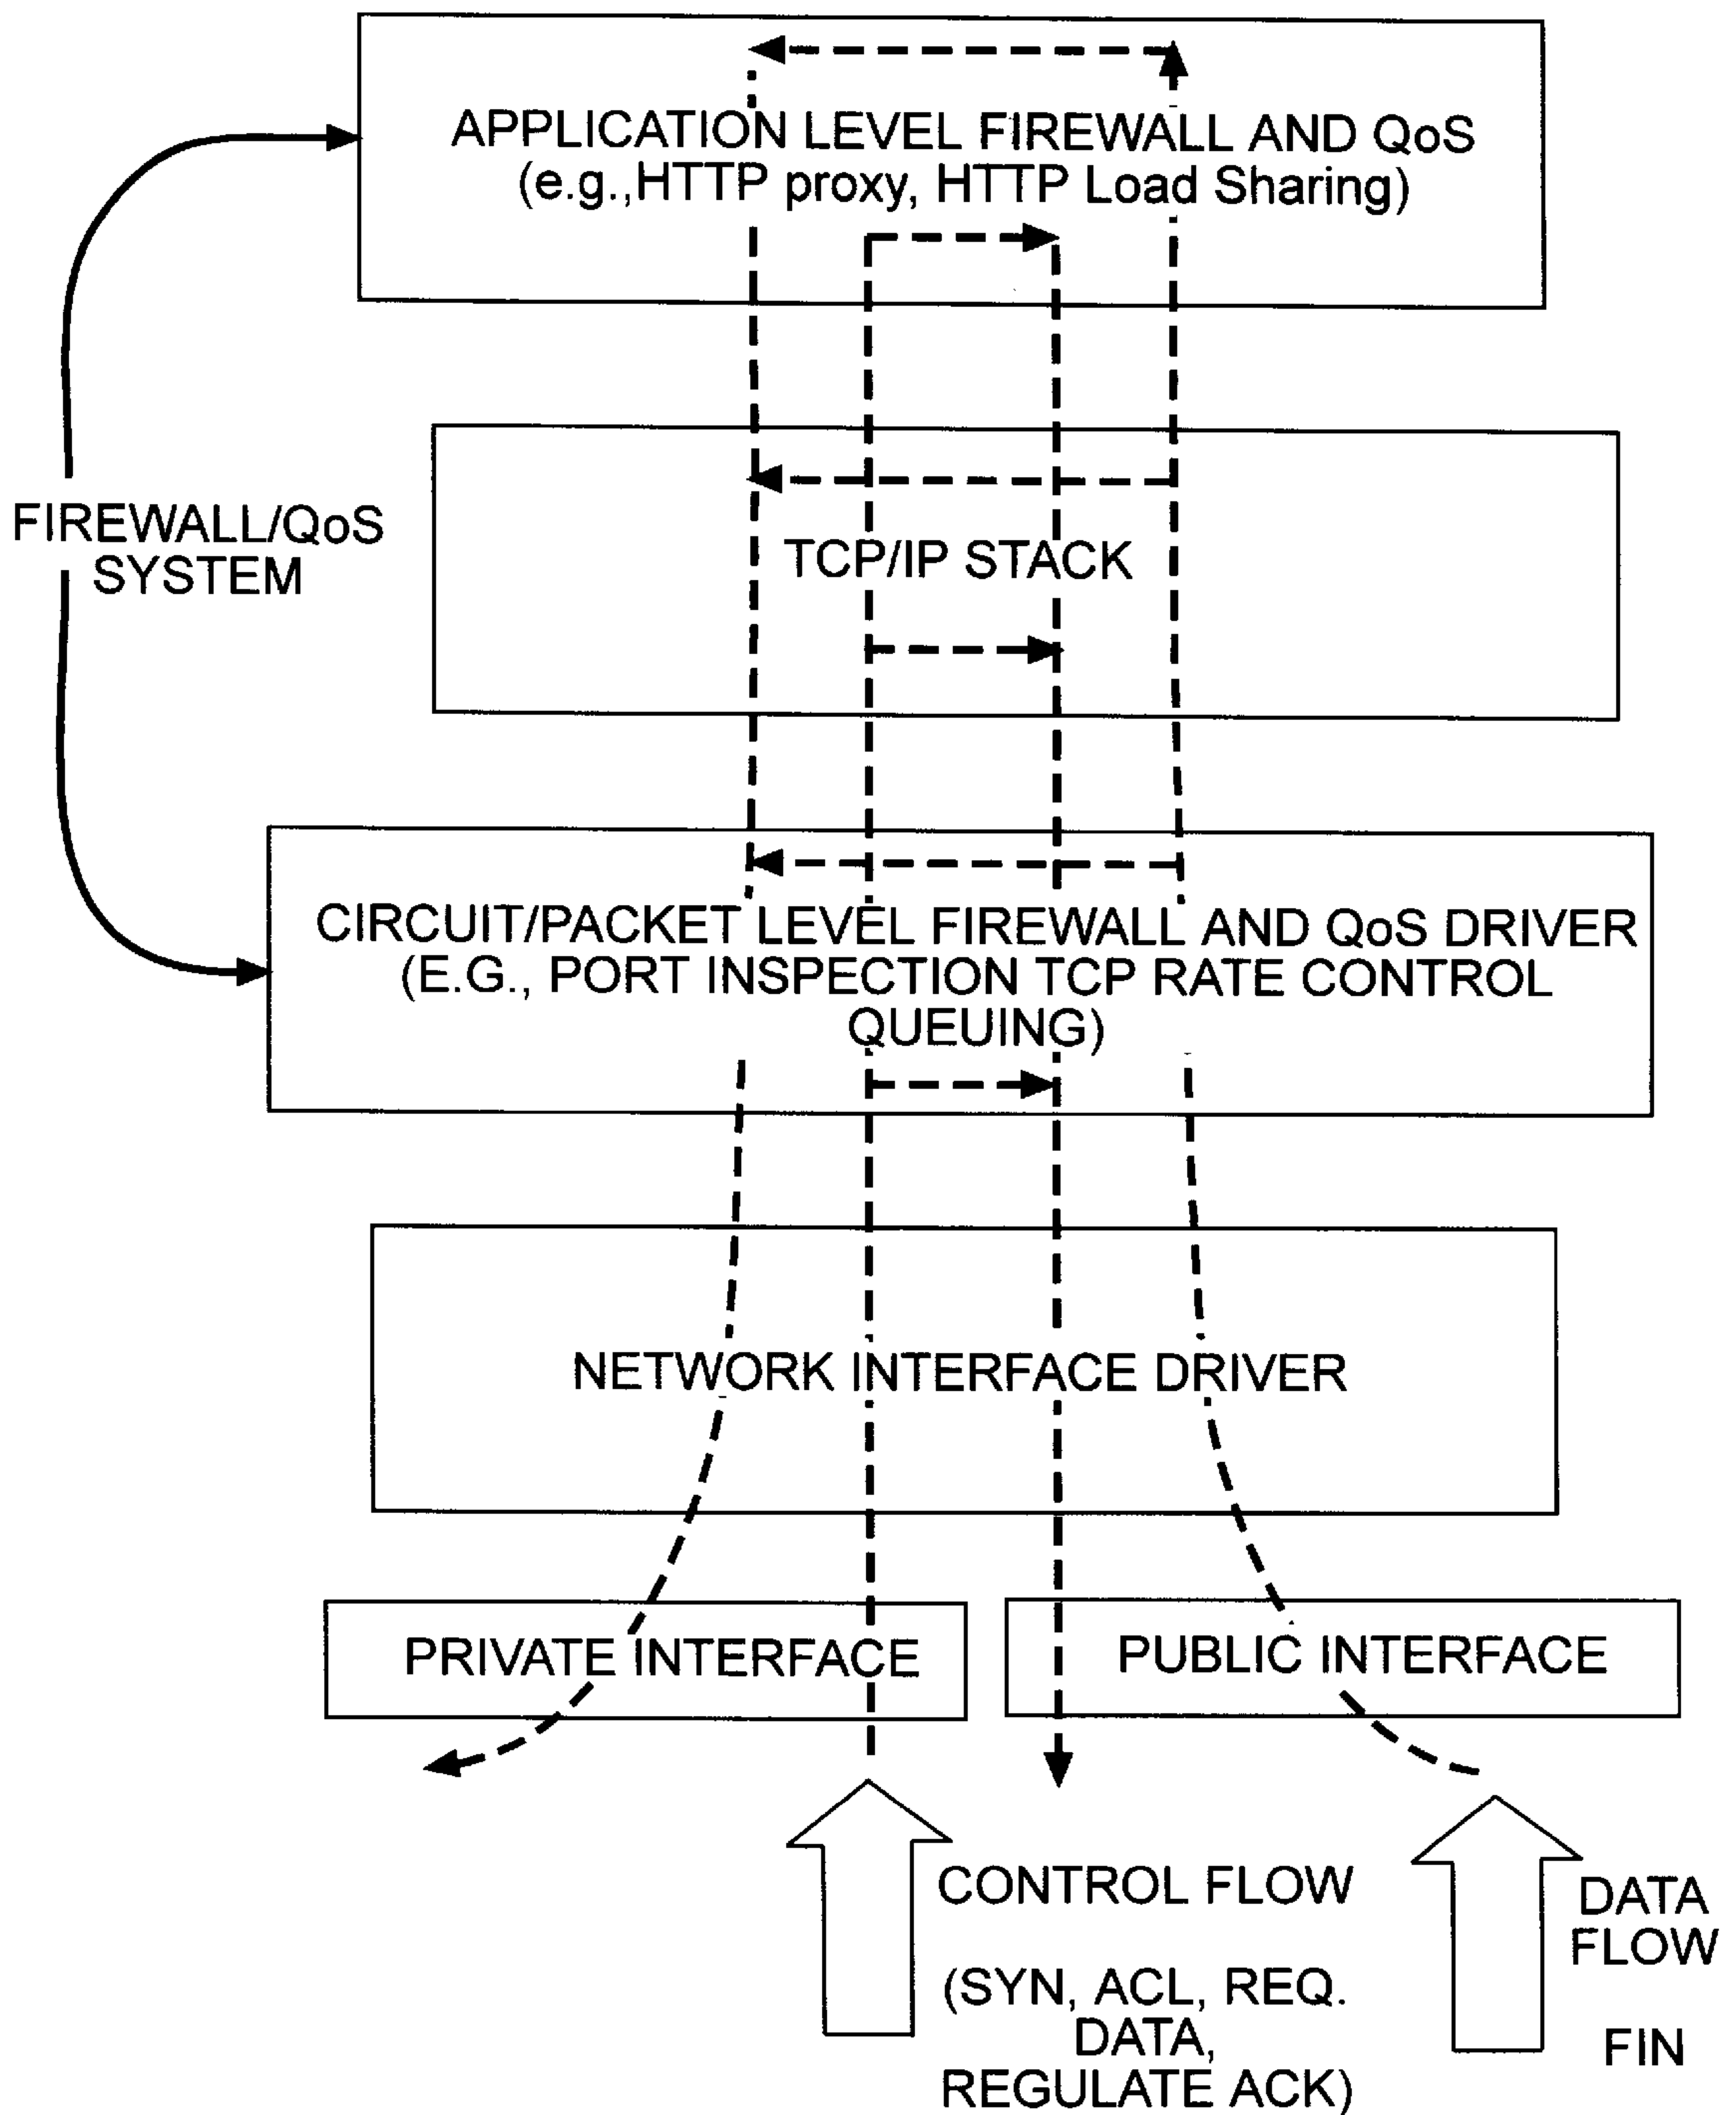 APPLICATION LEVEL FIREWALL AND QoS
(e.g.,HTTP proxy, HTTP Load Sharing)
FIREWALL/QoS
SYSTEM
TCP/IP STACK
CIRCUIT/PACKET LEVEL FIREWALL AND QoS DRIVER
(E.G., PORT INSPECTION TCP RATE CONTROL
QUEUING)
NETWORK INTERFACE DRIVER
PRIVATE INTERFACE
PUBLIC INTERFACE
CONTROL FLOW
(SYN, ACL, REQ.
DATA,
REGULATE ACK)
DATA
FLOW
FIN